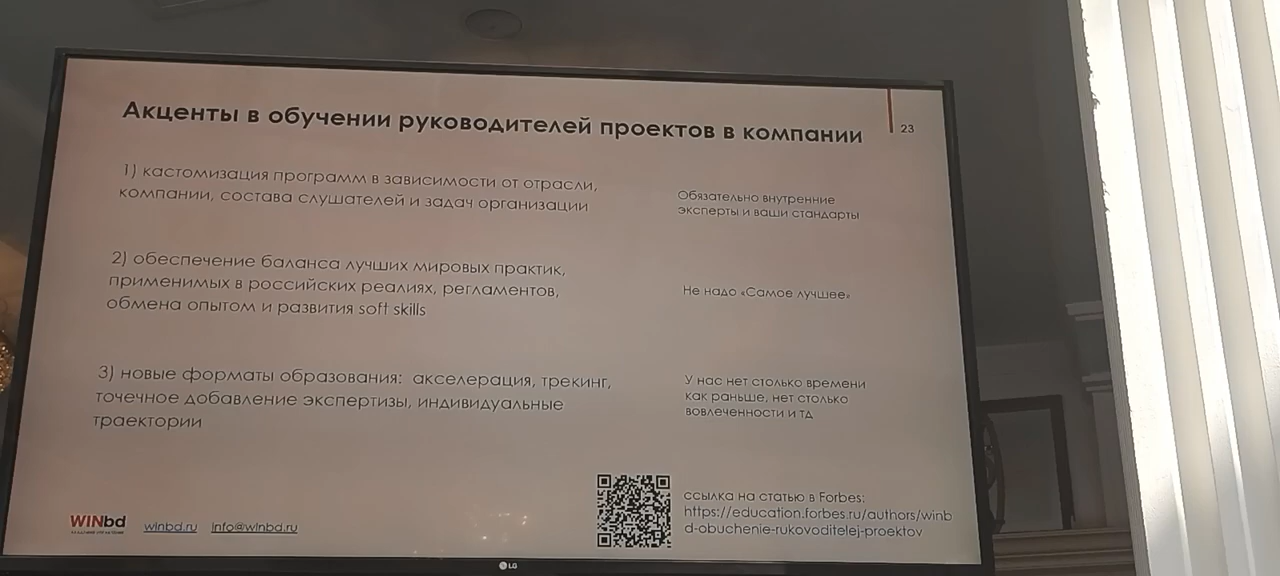 Акценты в обучении руководителей проектов в компании
23
1) кастомизация программ в зависимости от отрасли,
компании, состава слушателей и задач организации
Обязательно внутренние
эксперты и ваши стандарты
2) обеспечение баланса лучших мировых практик,
применимых в российских реалиях, регламентов,
обмена опытом и развития soft skills
Не надо «Самое лучшее»
3) новые форматы образования: акселерация, трекинг,
точечное добавление экспертизы, индивидуальные
траектории
У нас нет столько времени
как раньше, нет столько
вовлеченности и тд
WINbd
winbd.ru info@winbd.ru
ссылка на статью в Forbes:
https://education.forbes.ru/authors/winb
d-obuchenie-rukovoditelej-proektov
LG